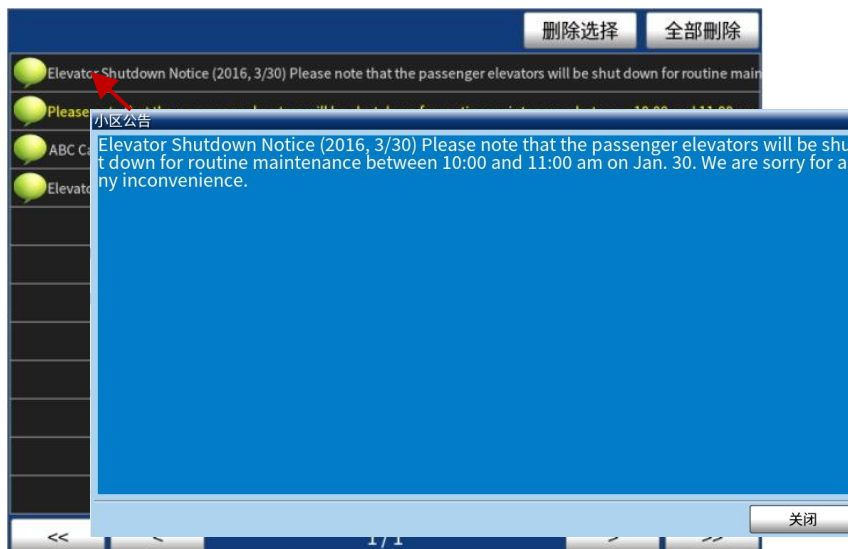 删除选择 全部刪除
Elevator Shutdown Notice (2016, 3/30) Please note that the passenger elevators will be shut down for routine main
Please
小区公告
Elevator Shutdown Notice (2016, 3/30) Please note that the passenger elevators will be shu
t down for routine maintenance between 10:00 and 11:00 am on Jan. 30. We are sorry for a
ny inconvenience.
ABC
关闭
<< < 1/1 > >>